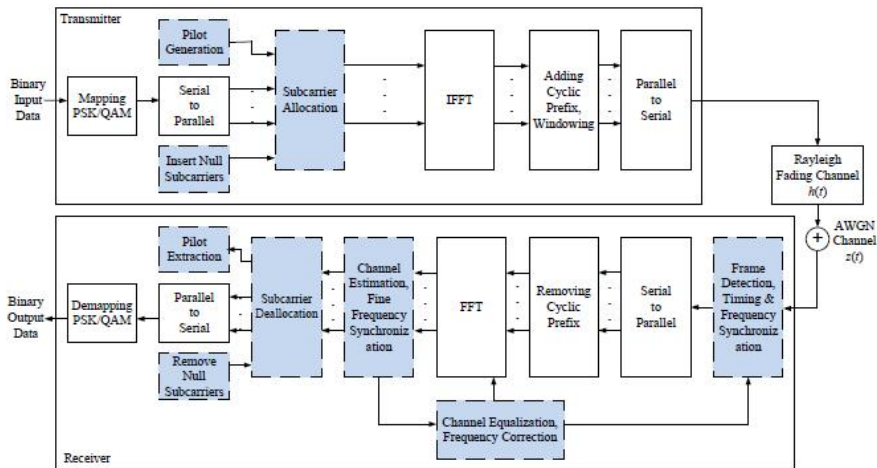 Transmitter
Pilot
Generation
Binary
Input
Data
Mapping
PSK/QAM
Serial
to
Parallel
Insert Null
Subcarriers
Subcarrier
Allocation
IFFT
Adding
Cyclic
Prefix,
Windowing
Parallel
to
Serial
Rayleigh
Fading Channel
h(t)
+
AWGN
Channel
z(t)
Frame
Detection,
Timing &
Frequency
Synchroniz
ation
Serial
to
Parallel
Removing
Cyclic
Prefix
FFT
Channel
Estimation,
Fine
Frequency
Synchroniz
ation
Subcarrier
Deallocation
Pilot
Extraction
Parallel
to
Serial
Remove
Null
Subcarriers
Demapping
PSK/QAM
Binary
Output
Data
Channel Equalization,
Frequency Correction
Receiver